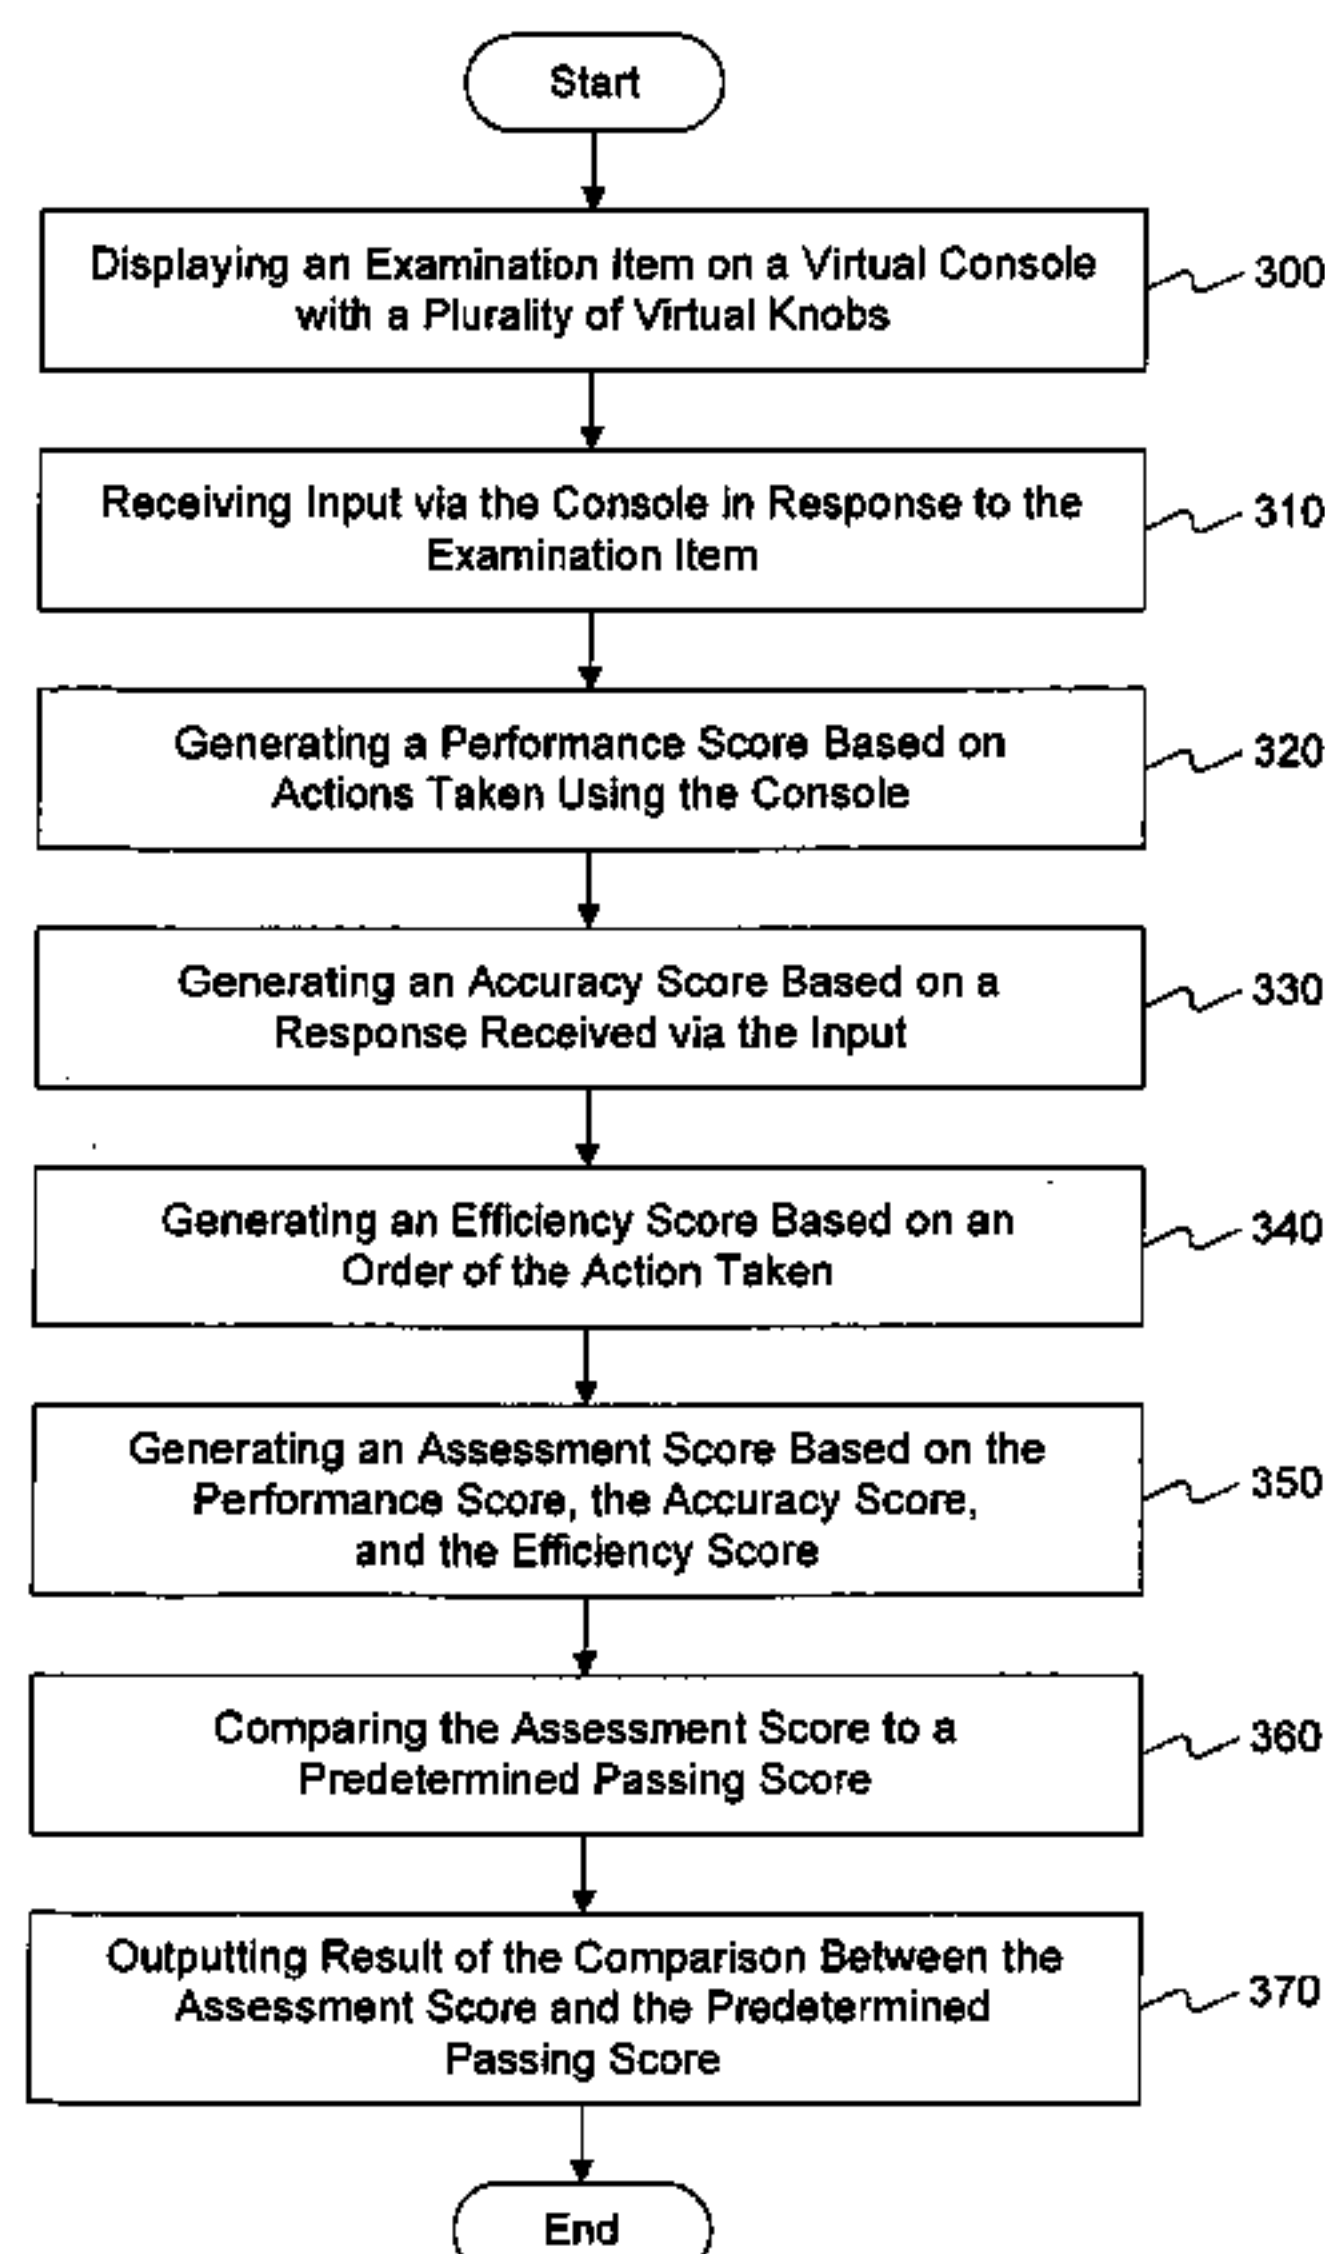 Start
Displaying an Examination Item on a Virtual Console
with a Plurality of Virtual Knobs
300
Receiving Input via the Console in Response to the
Examination Item
310
Generating a Performance Score Based on
Actions Taken Using the Console
320
Generating an Accuracy Score Based on a
Response Received via the Input
330
Generating an Efficiency Score Based on an
Order of the Action Taken
340
Generating an Assessment Score Based on the
Performance Score, the Accuracy Score,
and the Efficiency Score
350
Comparing the Assessment Score to a
Predetermined Passing Score
360
Outputting Result of the Comparison Between the
Assessment Score and the Predetermined
Passing Score
370
End